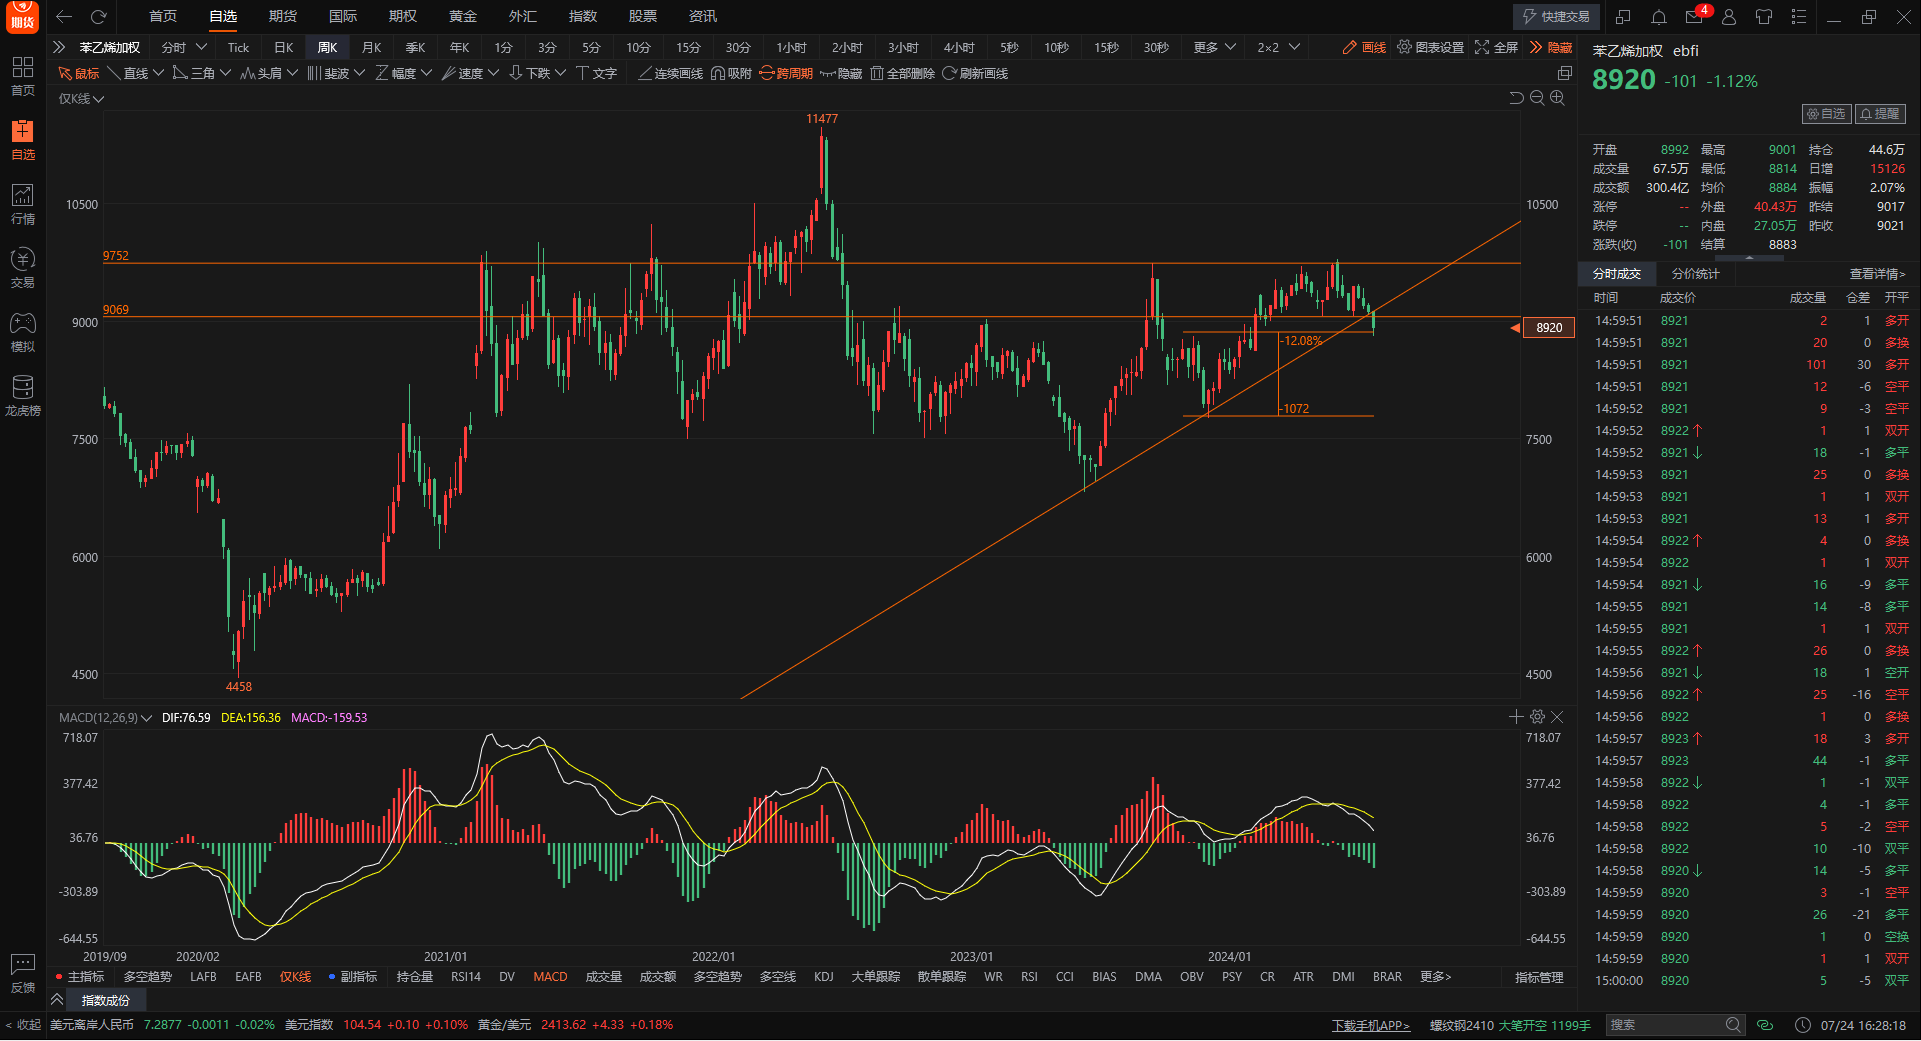 期货 首页 自选 期货 国际 期权 黄金 外汇 指数 股票 资讯 快捷交易 4
苯乙烯加权 分时 Tick 日K 周K 月K 季K 年K 1分 3分 5分 10分 15分 30分 1小时 2小时 3小时 4小时 5秒 10秒 15秒 30秒 更多 2×2 画线 图表设置 全屏 隐藏
鼠标 直线 三角 头肩 斐波 幅度 速度 下跌 文字 连续画线 吸附 跨周期 隐藏 全部删除 刷新画线
首页
自选
行情
交易
模拟
龙虎榜
反馈
< 收起
仅K线
11477
10500 10500
9752
9069
9000 9000
8920
-12.08%
-1072
7500 7500
6000 6000
4500 4500
4458
MACD(12,26,9) DIF:76.59 DEA:156.36 MACD:-159.53
718.07 718.07
377.42 377.42
36.76 36.76
-303.89 -303.89
-644.55 -644.55
2019/09 2020/02 2021/01 2022/01 2023/01 2024/01
主指标 多空趋势 LAFB EAFB 仅K线 副指标 持仓量 RSI14 DV MACD 成交量 成交额 多空趋势 多空线 KDJ 大单跟踪 散单跟踪 WR RSI CCI BIAS DMA OBV PSY CR ATR DMI BRAR 更多> 指标管理
指数成份
苯乙烯加权 ebfi
8920 -101 -1.12%
自选 提醒
开盘 8992 最高 9001 持仓 44.6万
成交量 67.5万 最低 8814 日增 15126
成交额 300.4亿 均价 8884 振幅 2.07%
涨停 -- 外盘 40.43万 昨结 9017
跌停 -- 内盘 27.05万 昨收 9021
涨跌(收) -101 结算 8883
分时成交 分价统计 查看详情>
时间 成交价 成交量 仓差 开平
14:59:51 8921 2 1 多开
14:59:51 8921 20 0 多换
14:59:51 8921 101 30 多开
14:59:51 8921 12 -6 空平
14:59:52 8921 9 -3 空平
14:59:52 8922↑ 1 1 双开
14:59:52 8921↓ 18 -1 多平
14:59:53 8921 25 0 多换
14:59:53 8921 1 1 双开
14:59:53 8921 13 1 多开
14:59:54 8922↑ 4 0 多换
14:59:54 8922 1 1 双开
14:59:54 8921↓ 16 -9 多平
14:59:55 8921 14 -8 多平
14:59:55 8921 1 1 双开
14:59:55 8922↑ 26 0 多换
14:59:56 8921↓ 18 1 空开
14:59:56 8922↑ 25 -16 空平
14:59:56 8922 1 0 多换
14:59:57 8923↑ 18 3 多开
14:59:57 8923 44 -1 多平
14:59:58 8922↓ 1 -1 双平
14:59:58 8922 4 -1 多平
14:59:58 8922 5 -2 空平
14:59:58 8922 10 -10 双平
14:59:58 8920↓ 14 -5 多平
14:59:59 8920 3 -1 空平
14:59:59 8920 26 -21 多平
14:59:59 8920 1 0 空换
14:59:59 8920 1 1 双开
15:00:00 8920 5 -5 双平
美元离岸人民币 7.2877 -0.0011 -0.02% 美元指数 104.54 +0.10 +0.10% 黄金/美元 2413.62 +4.33 +0.18% 下载手机APP> 螺纹钢2410 大笔开空 1199手 搜索 07/24 16:28:18